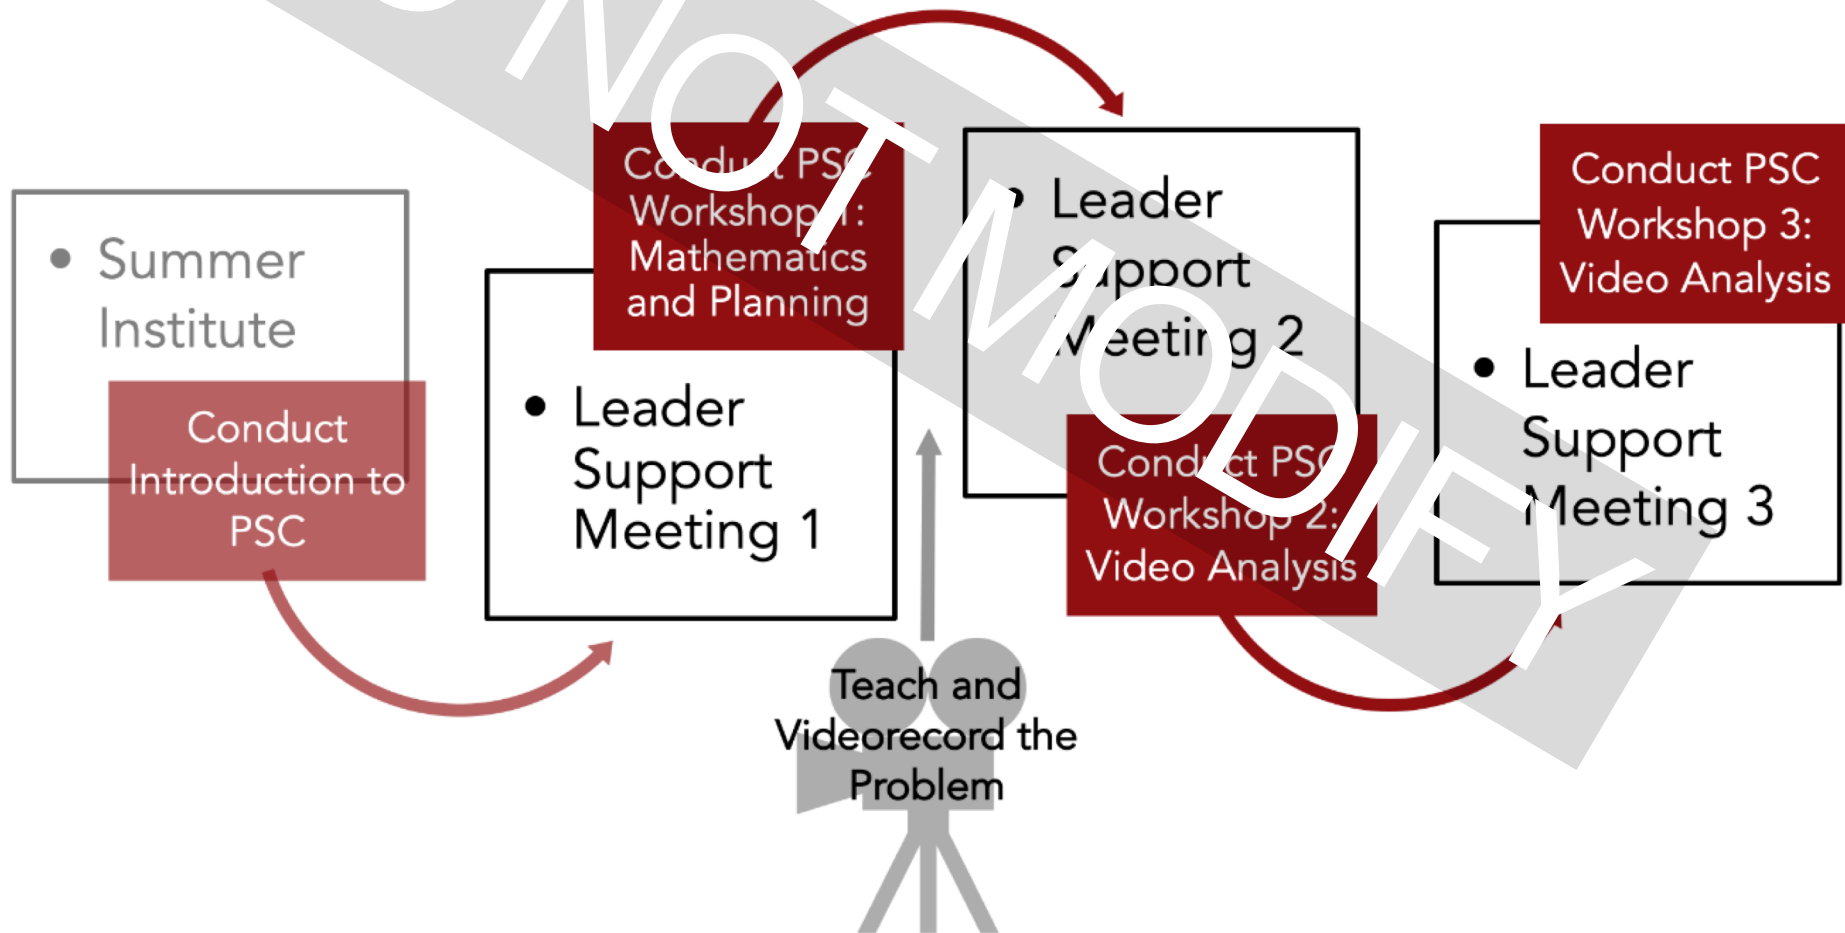 DO NOT MODIFY
• Summer
Institute
Conduct
Introduction to
PSC
Conduct PSC
Workshop 1:
Mathematics
and Planning
• Leader
Support
Meeting 1
Teach and
Videorecord the
Problem
• Leader
Support
Meeting 2
Conduct PSC
Workshop 2:
Video Analysis
Conduct PSC
Workshop 3:
Video Analysis
• Leader
Support
Meeting 3